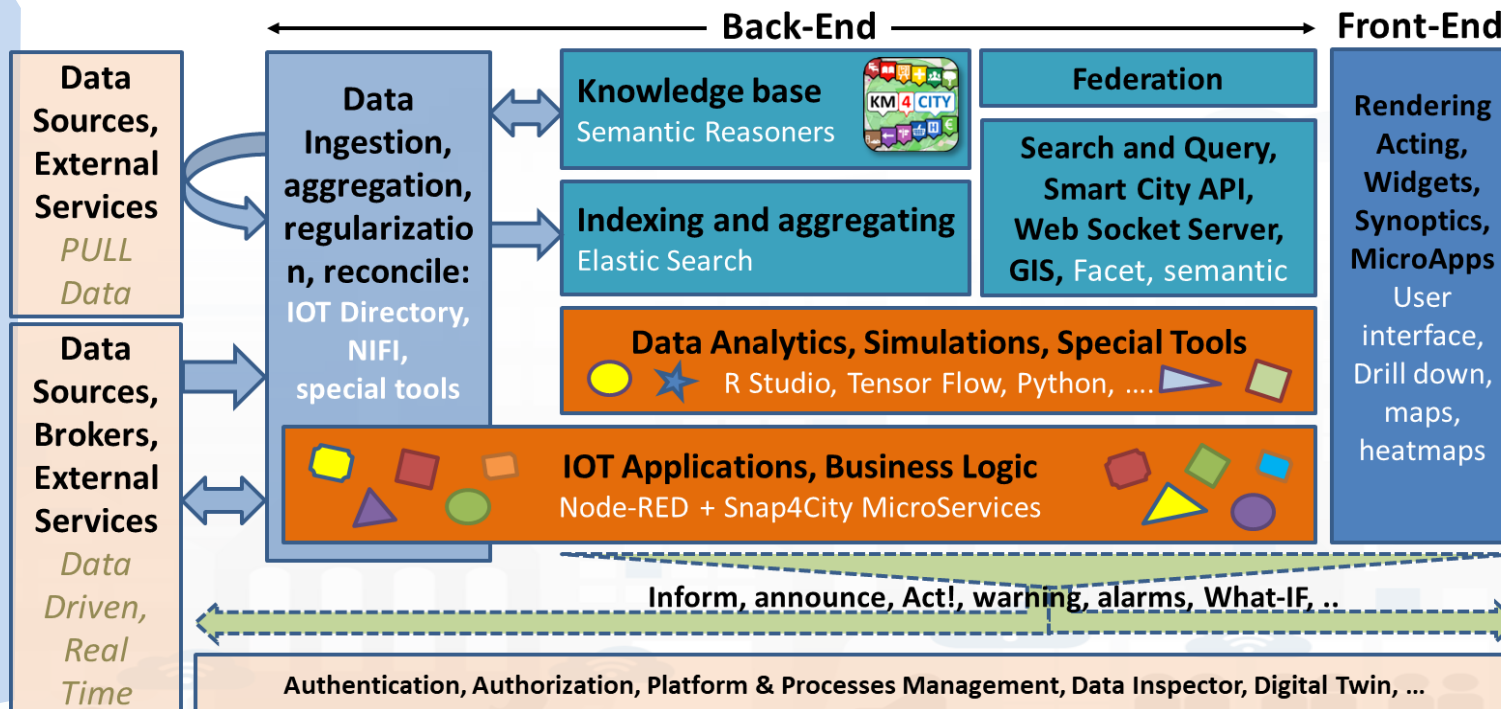 Back-End
Front-End
Data
Sources,
External
Services
PULL
Data
Data
Sources,
Brokers,
External
Services
Data
Driven,
Real
Time
Data
Ingestion,
aggregation,
regularizatio
n, reconcile:
IOT Directory,
NIFI,
special tools
Knowledge base
Semantic Reasoners
KM 4 CITY
Indexing and aggregating
Elastic Search
Federation
Search and Query,
Smart City API,
Web Socket Server,
GIS, Facet, semantic
Data Analytics, Simulations, Special Tools
R Studio, Tensor Flow, Python, ....
IOT Applications, Business Logic
Node-RED + Snap4City MicroServices
Rendering
Acting,
Widgets,
Synoptics,
MicroApps
User
interface,
Drill down,
maps,
heatmaps
Inform, announce, Act!, warning, alarms, What-IF, ..
Authentication, Authorization, Platform & Processes Management, Data Inspector, Digital Twin, ...